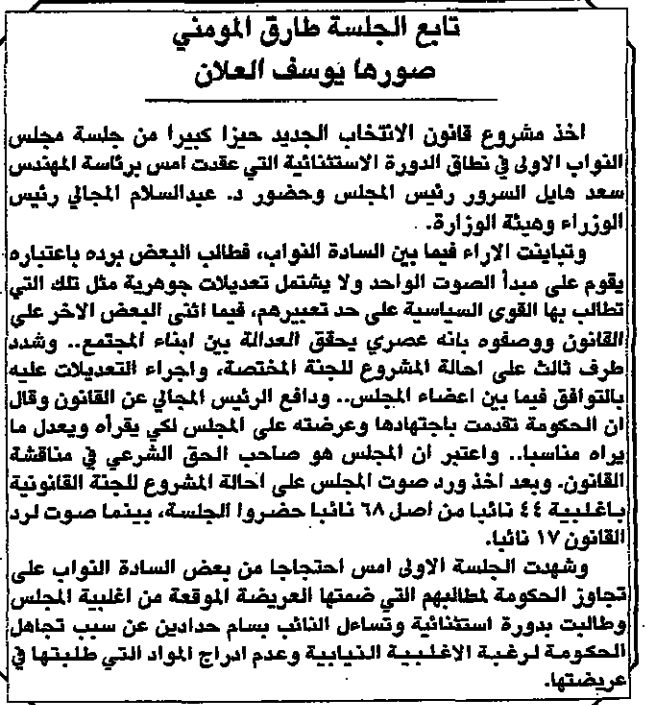 تابع الجلسة طارق المومني
صورها يوسف العلان
اخذ مشروع قانون الانتخاب الجديد حيزا كبيرا من جلسة مجلس
النواب الاولى في نطاق الدورة الاستثنائية التي عقدت امس برئاسة المهندس
سعد هايل السرور رئيس المجلس وحضور د. عبدالسلام المجالي رئيس
الوزراء وهيئة الوزارة.
وتباينت الاراء فيما بين السادة النواب، فطالب البعض برده باعتباره
يقوم على مبدأ الصوت الواحد ولا يشتمل تعديلات جوهرية مثل تلك التي
تطالب بها القوى السياسية على حد تعبيرهم، فيما اثنى البعض الاخر على
القانون ووصفوه بانه عصري يحقق العدالة بين ابناء المجتمع.. وشدد
طرف ثالث على احالة المشروع للجنة المختصة، واجراء التعديلات عليه
بالتوافق فيما بين اعضاء المجلس.. ودافع الرئيس المجالي عن القانون وقال
ان الحكومة تقدمت باجتهادها وعرضته على المجلس لكي يقرأه ويعدل ما
يراه مناسبا.. واعتبر ان المجلس هو صاحب الحق الشرعي في مناقشة
القانون. وبعد اخذ ورد صوت المجلس على احالة المشروع للجنة القانونية
باغلبية ٤٤ نائبا من اصل ٦٨ نائبا حضروا الجلسة، بينما صوت لرد
القانون ١٧ نائبا.
وشهدت الجلسة الاولى امس احتجاجا من بعض السادة النواب على
تجاوز الحكومة لمطالبهم التي ضمتها العريضة الموقعة من اغلبية المجلس
وطالبت بدورة استثنائية وتساءل النائب بسام حدادين عن سبب تجاهل
الحكومة لرغبة الاغلبية النيابية وعدم ادراج المواد التي طلبتها في
عريضتها.